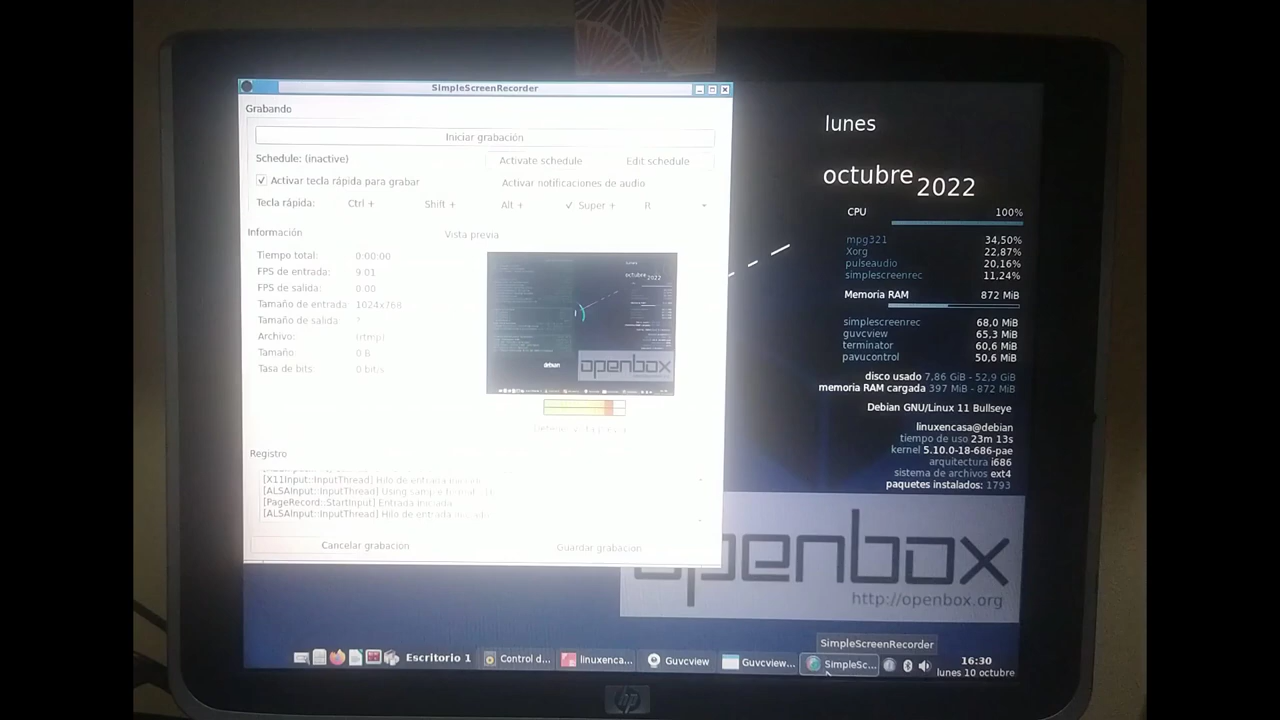 SimpleScreenRecorder
Grabando
Iniciar grabación
Schedule: (inactive)
Activate schedule
Edit schedule
Activar tecla rápida para grabar
Activar notificaciones de audio
Tecla rápida:
Ctrl +
Shift +
Alt +
Super +
R
Información
Vista previa
Tiempo total: 0:00:00
FPS de entrada: 9.01
FPS de salida: 0.00
Tamaño de entrada 1024x768
Tamaño de salida ?
Archivo: (rtmp)
Tamaño: 0 B
Tasa de bits: 0 bit/s
lunes
octubre 2022
debian
openbox
Registro
[X11Input::InputThread] Hilo de entrada
[ALSAInput::InputThread] Using sample format
[PageRecord::StartInput] Entrada iniciada
[ALSAInput::InputThread] Hilo de entrada
Cancelar grabación
Guardar grabación
lunes
octubre 2022
CPU 100%
mpg321 34,50%
Xorg 22,87%
pulseaudio 20,16%
simplescreenrec 11,24%
Memoria RAM 872 MiB
simplescreenrec 68,0 MiB
guvcview 65,3 MiB
terminator 60,6 MiB
pavucontrol 50,6 MiB
disco usado 7,86 GiB - 52,9 GiB
memoria RAM cargada 397 MiB - 872 MiB
Debian GNU/Linux 11 Bullseye
linuxencasa@debian
tiempo de uso 23m 13s
kernel 5.10.0-18-686-pae
arquitectura i686
sistema de archivos ext4
paquetes instalados: 1793
openbox
http://openbox.org
SimpleScreenRecorder
Escritorio 1
Control d...
linuxenca...
Guvcview
Guvcview...
SimpleSc...
16:30
lunes 10 octubre
hp